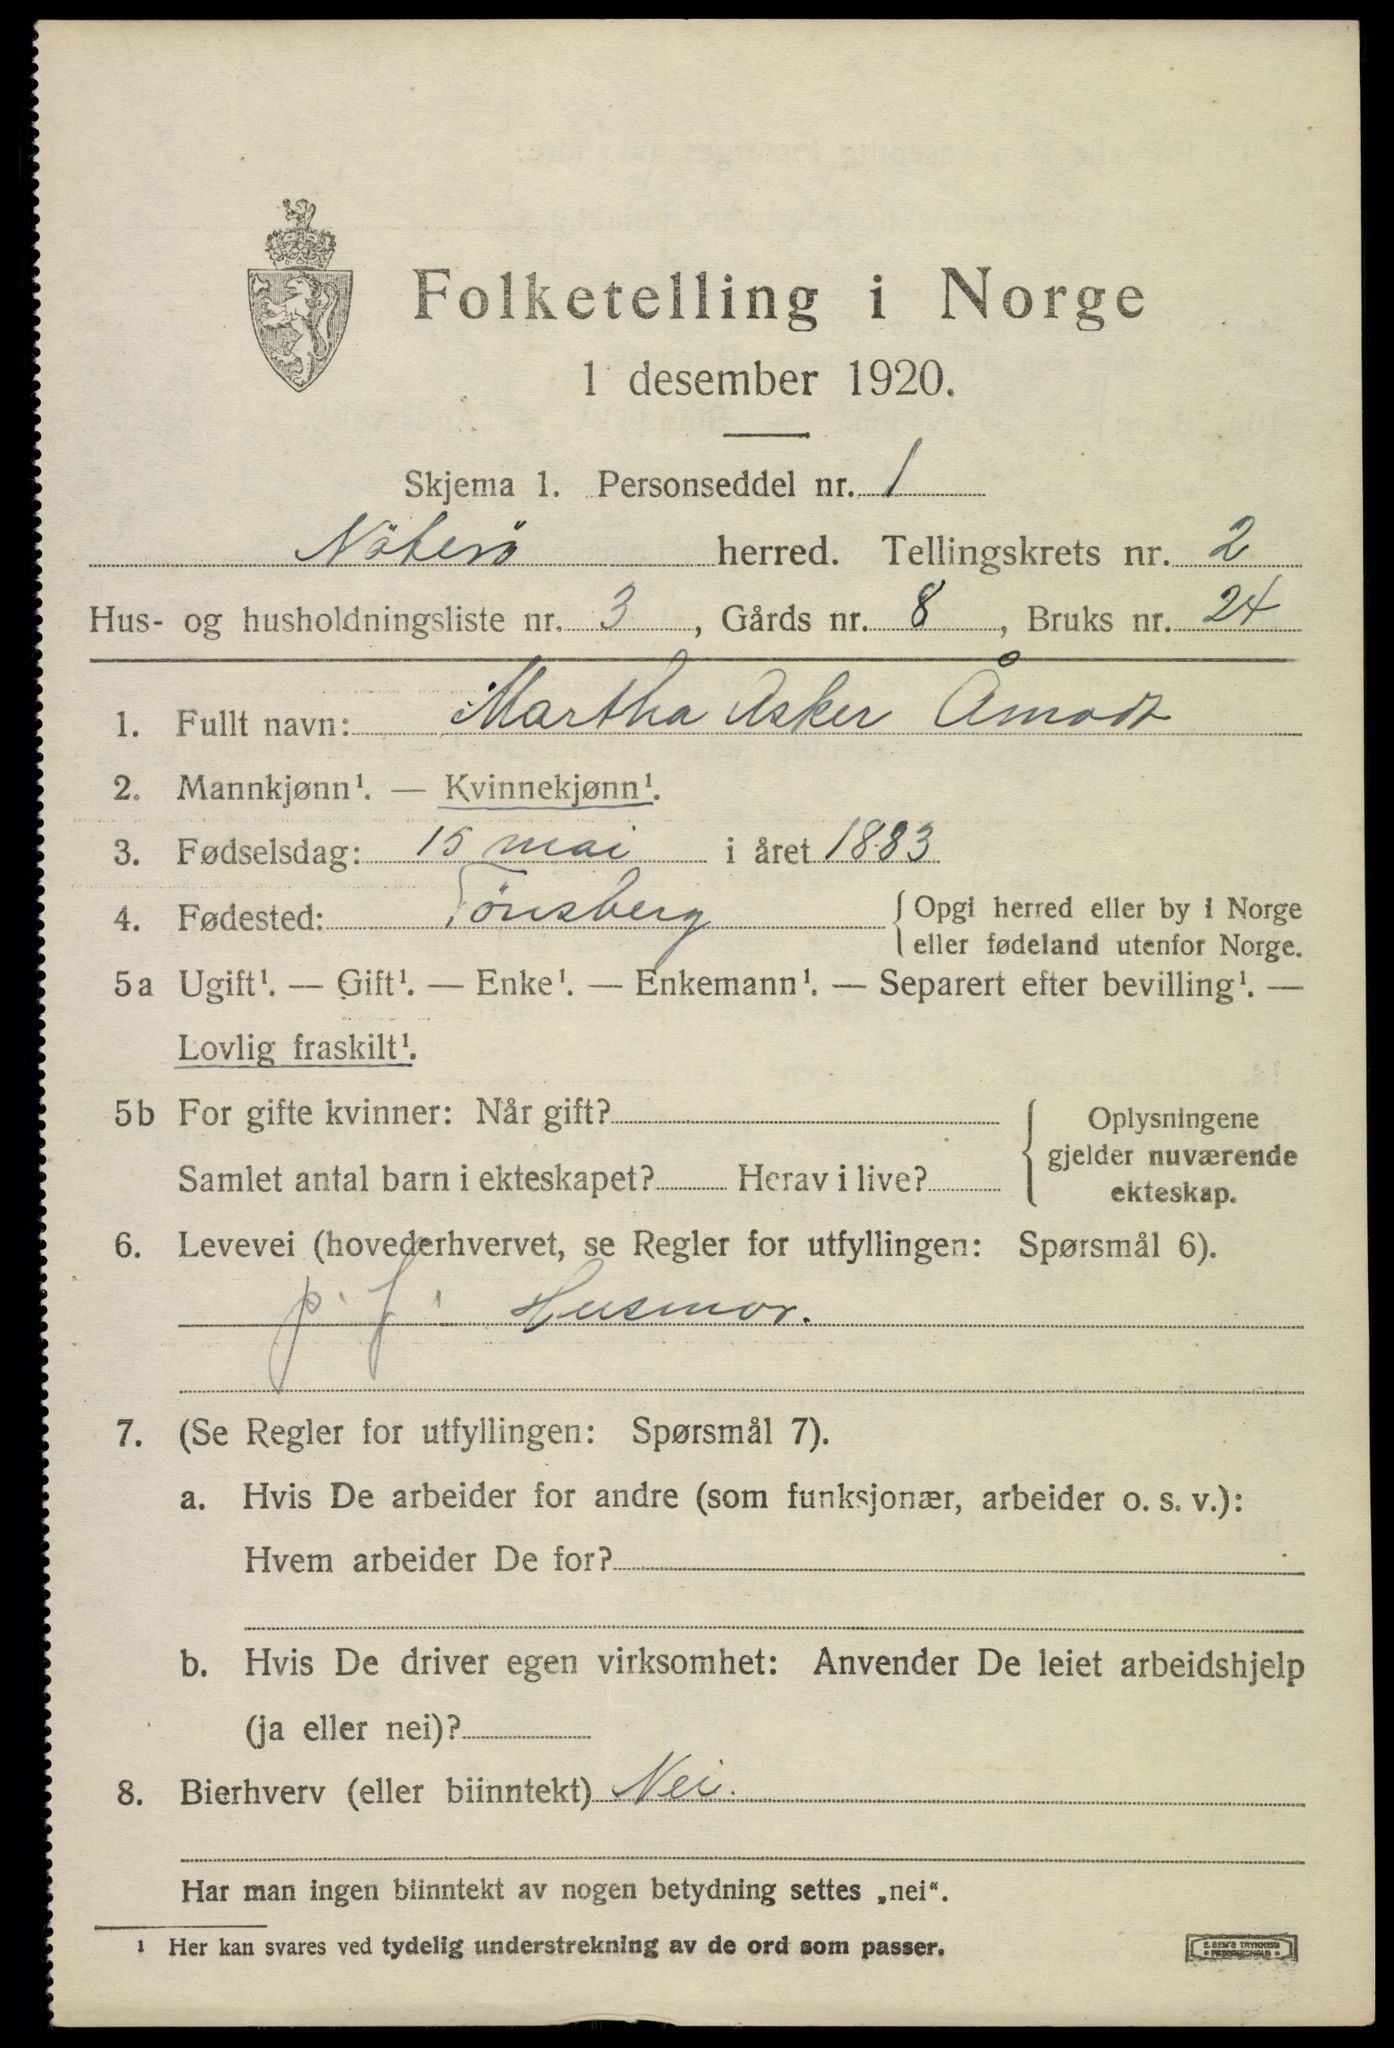 Folketelling i Norge
1 desember 1920.
Skjema 1. Personseddel nr. 1
Nöterö herred. Tellingskrets nr. 2
Hus- og husholdningsliste nr. 3, Gårds nr. 8, Bruks nr. 24
1. Fullt navn: Martha Asker Åmodt
2. Mannkjønn¹. — Kvinnekjønn¹.
3. Fødselsdag: 15 mai i året 1883
4. Fødested: Tönsberg { Opgi herred eller by i Norge
eller fødeland utenfor Norge.
5a Ugift¹. — Gift¹. — Enke¹. — Enkemann¹. — Separert efter bevilling¹. —
Lovlig fraskilt¹.
5b For gifte kvinner: Når gift?
Samlet antal barn i ekteskapet? Herav i live?
{ Oplysningene
gjelder nuværende
ekteskap.
6. Levevei (hovederhvervet, se Regler for utfyllingen: Spørsmål 6).
p. f. Husmor.
7. (Se Regler for utfyllingen: Spørsmål 7).
a. Hvis De arbeider for andre (som funksjonær, arbeider o. s. v.):
Hvem arbeider De for?
b. Hvis De driver egen virksomhet: Anvender De leiet arbeidshjelp
(ja eller nei)?
8. Bierhverv (eller biinntekt) Nei.
Har man ingen biinntekt av nogen betydning settes „nei“.
¹ Her kan svares ved tydelig understrekning av de ord som passer.